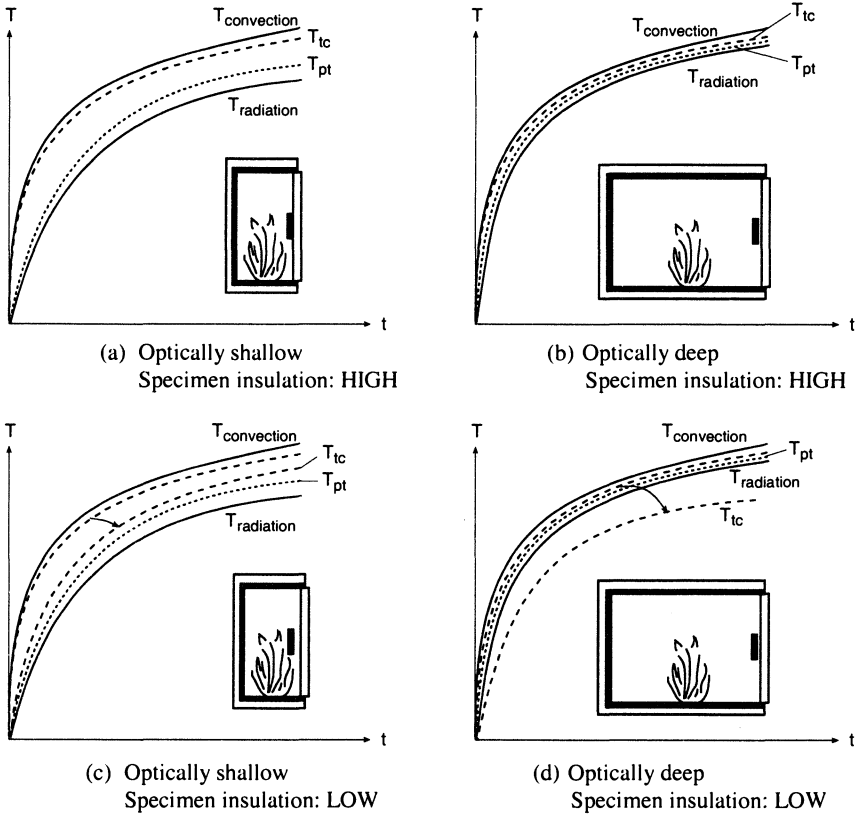 T
T_convection
T_tc
T_pt
T_radiation
t
(a) Optically shallow
Specimen insulation: HIGH
T
T_convection
T_tc
T_pt
T_radiation
t
(b) Optically deep
Specimen insulation: HIGH
T
T_convection
T_tc
T_pt
T_radiation
t
(c) Optically shallow
Specimen insulation: LOW
T
T_convection
T_pt
T_radiation
T_tc
t
(d) Optically deep
Specimen insulation: LOW